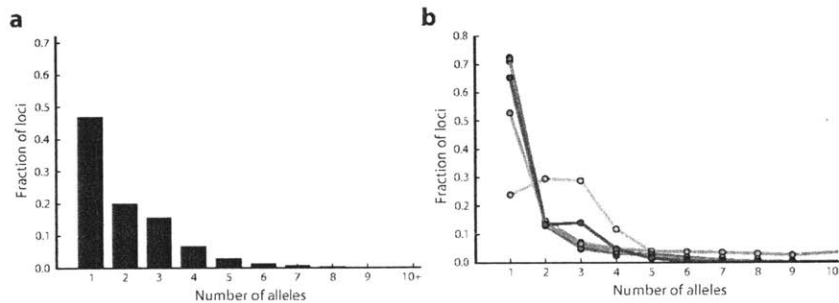 a
0.7
0.6
0.5
0.4
0.3
0.2
0.1
0.0
Fraction of loci
1 2 3 4 5 6 7 8 9 10+
Number of alleles
b
0.8
0.7
0.6
0.5
0.4
0.3
0.2
0.1
0.0
Fraction of loci
1 2 3 4 5 6 7 8 9 10
Number of alleles